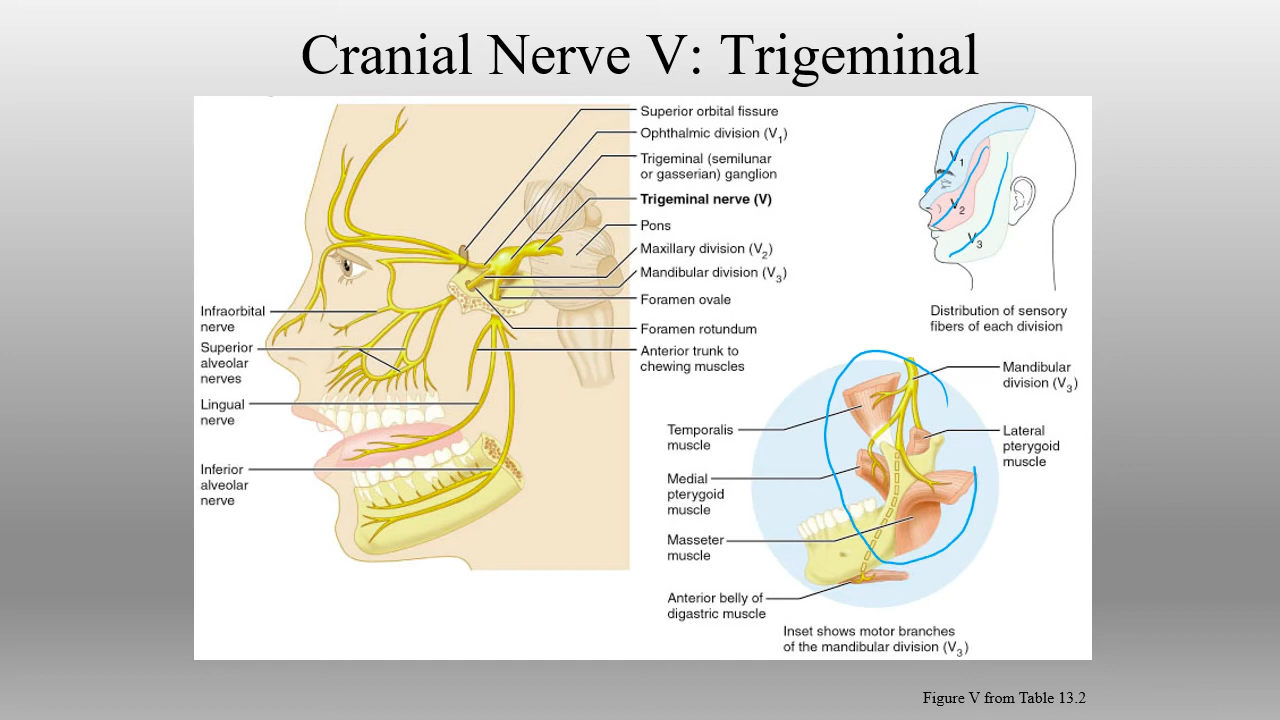 Cranial Nerve V: Trigeminal
Superior orbital fissure
Ophthalmic division (V1)
Trigeminal (semilunar
or gasserian) ganglion
Trigeminal nerve (V)
Pons
Maxillary division (V2)
Mandibular division (V3)
Foramen ovale
Foramen rotundum
Anterior trunk to
chewing muscles
Infraorbital
nerve
Superior
alveolar
nerves
Lingual
nerve
Inferior
alveolar
nerve
V1
V2
V3
Distribution of sensory
fibers of each division
Mandibular
division (V3)
Temporalis
muscle
Lateral
pterygoid
muscle
Medial
pterygoid
muscle
Masseter
muscle
Anterior belly of
digastric muscle
Inset shows motor branches
of the mandibular division (V3)
Figure V from Table 13.2